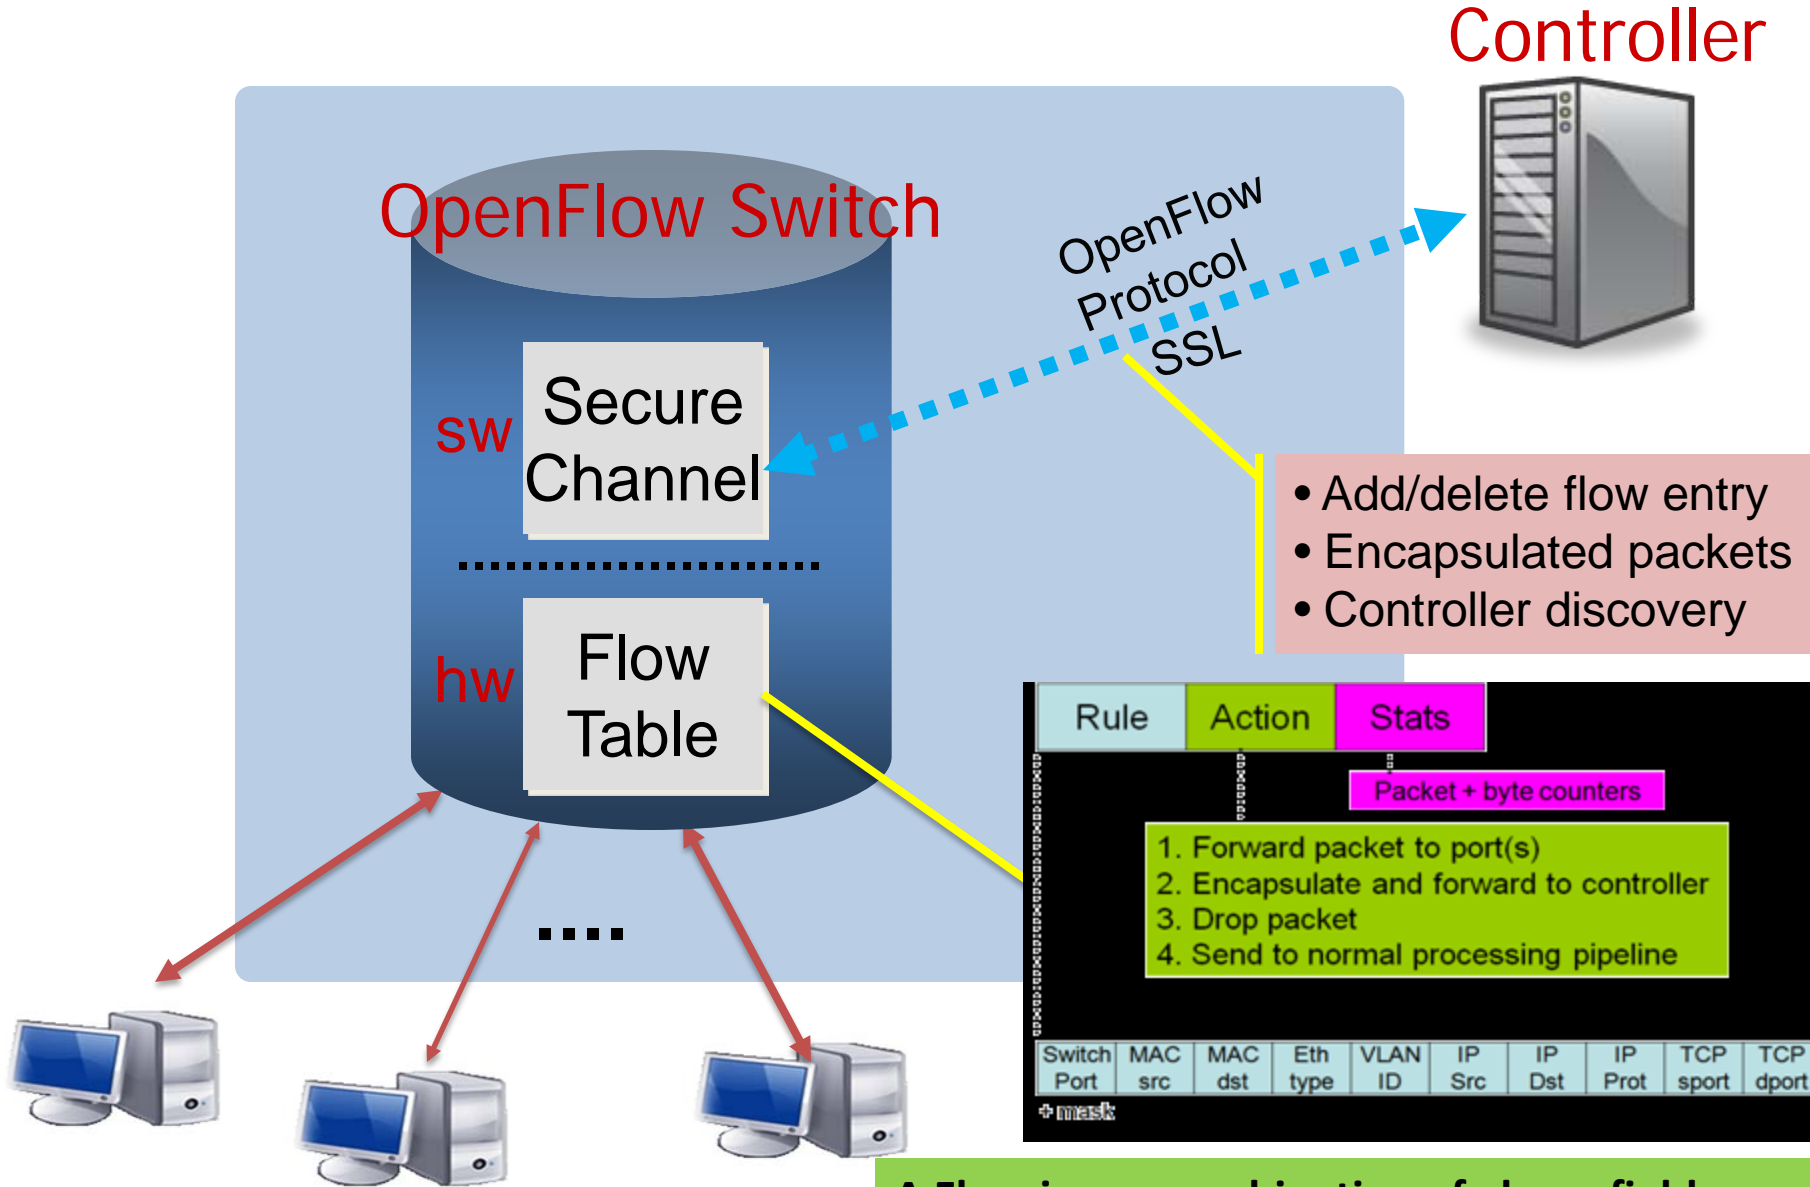 Controller
OpenFlow Switch
OpenFlow
Protocol
SSL
sw
Secure
Channel
• Add/delete flow entry
• Encapsulated packets
• Controller discovery
hw
Flow
Table
Rule Action Stats
Packet + byte counters
1. Forward packet to port(s)
2. Encapsulate and forward to controller
3. Drop packet
4. Send to normal processing pipeline
....
Switch Port MAC src MAC dst Eth type VLAN ID IP Src IP Dst IP Prot TCP sport TCP dport
+ mask